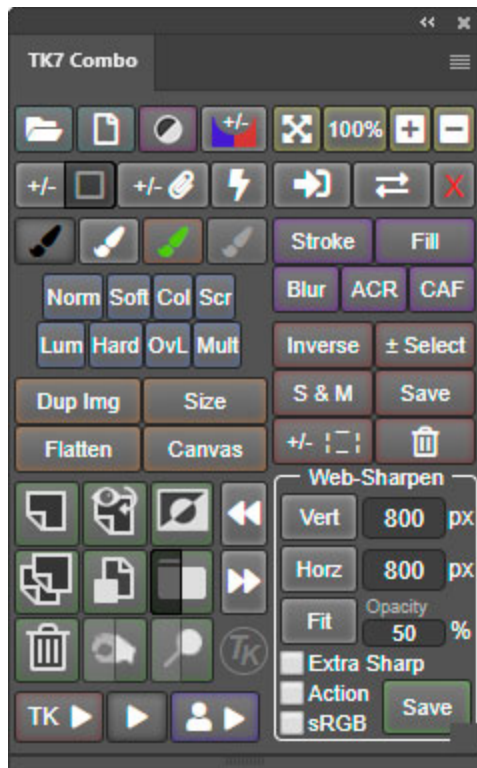 TK7 Combo
+/- 100% + -
+/- +/- X
Stroke Fill
Norm Soft Col Scr Blur ACR CAF
Lum Hard OvL Mult Inverse ± Select
Dup Img Size S & M Save
Flatten Canvas +/-
Web-Sharpen
Vert 800 px
Horz 800 px
Fit Opacity
50 %
TK
Extra Sharp
Action
sRGB Save
TK